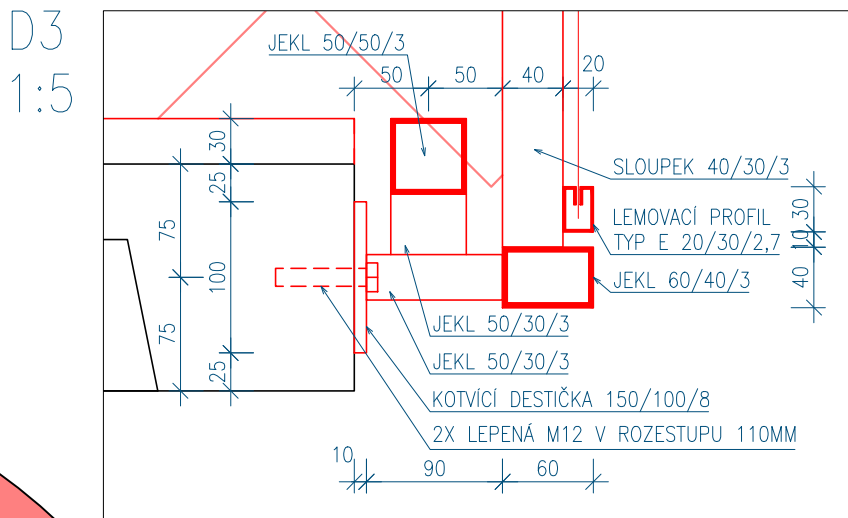 D3
1:5
JEKL 50/50/3
50
50
40
20
30
25
75
100
75
25
SLOUPEK 40/30/3
LEMOVACÍ PROFIL
TYP E 20/30/2,7
JEKL 60/40/3
30
10
40
JEKL 50/30/3
JEKL 50/30/3
KOTVÍCÍ DESTIČKA 150/100/8
2X LEPENÁ M12 V ROZESTUPU 110MM
10
90
60